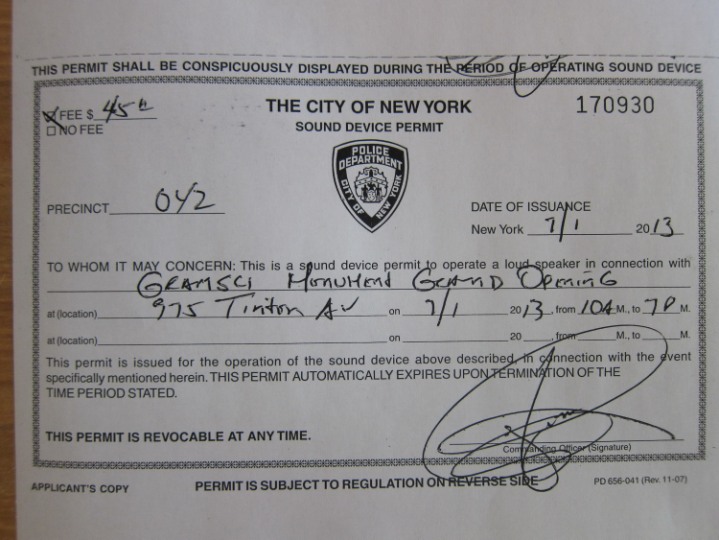 THIS PERMIT SHALL BE CONSPICUOUSLY DISPLAYED DURING THE PERIOD OF OPERATING SOUND DEVICE
FEE $ 45
NO FEE
THE CITY OF NEW YORK
SOUND DEVICE PERMIT
170930
POLICE
DEPARTMENT
CITY OF NEW YORK
PRECINCT 042
DATE OF ISSUANCE
New York 7/1 2013
TO WHOM IT MAY CONCERN: This is a sound device permit to operate a loud speaker in connection with
GRAMSCI MONUMENT GRAND OPENING
at (location) 975 Tinton Av on 7/1 2013, from 10A M., to 7P M.
at (location) on 20 , from M., to M.
This permit is issued for the operation of the sound device above described, in connection with the event
specifically mentioned herein. THIS PERMIT AUTOMATICALLY EXPIRES UPON TERMINATION OF THE
TIME PERIOD STATED.
THIS PERMIT IS REVOCABLE AT ANY TIME.
Commanding Officer (Signature)
APPLICANT'S COPY PERMIT IS SUBJECT TO REGULATION ON REVERSE SIDE PD 656-041 (Rev. 11-07)